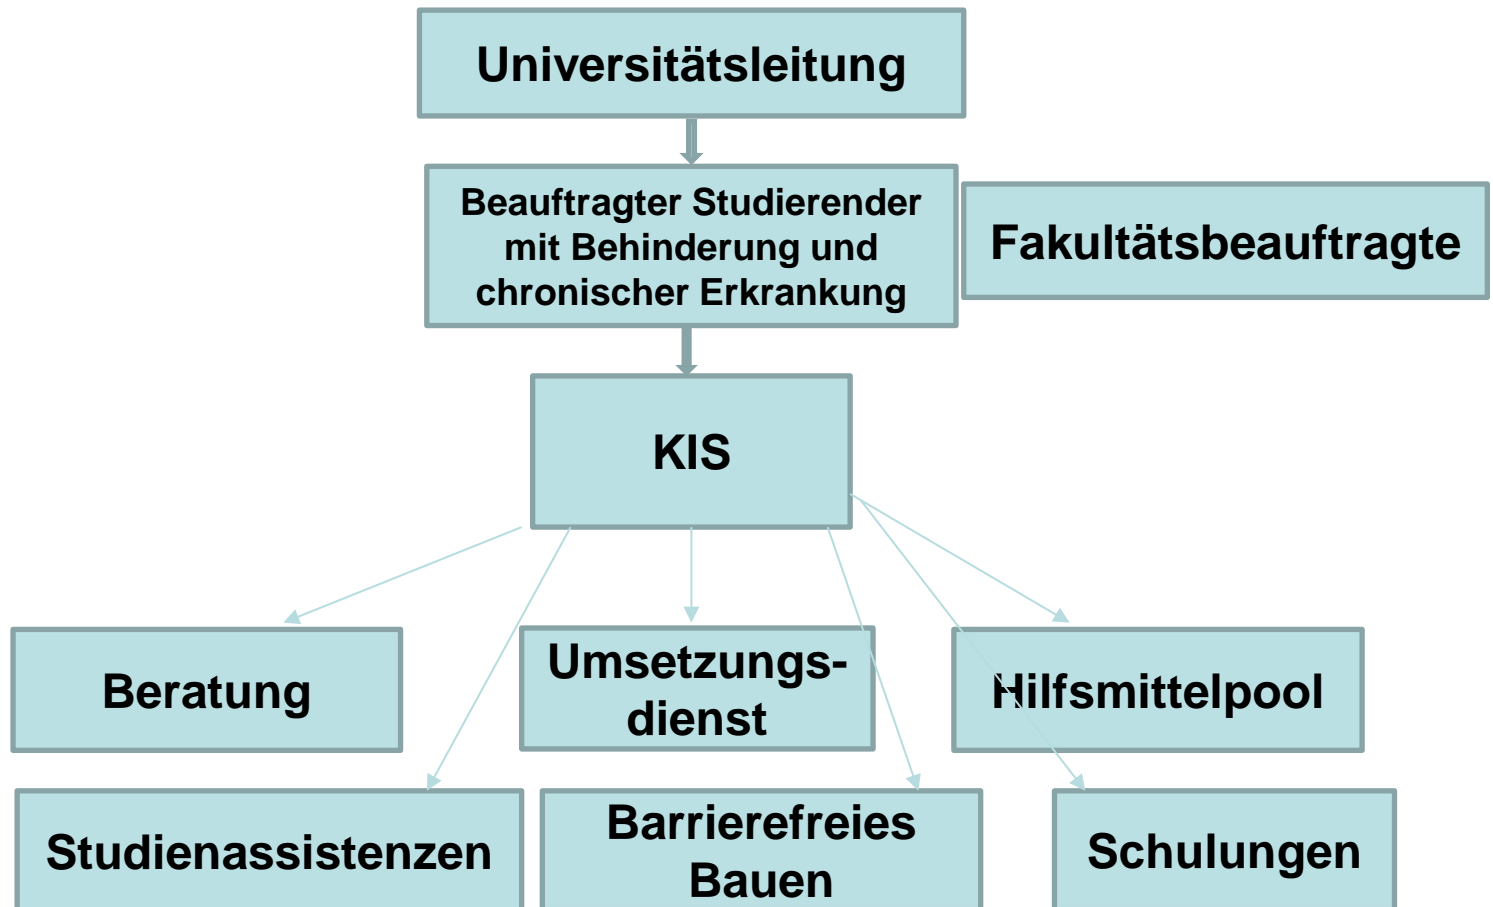 Universitätsleitung
Beauftragter Studierender
mit Behinderung und
chronischer Erkrankung
Fakultätsbeauftragte
KIS
Beratung
Umsetzungs-
dienst
Hilfsmittelpool
Studienassistenzen
Barrierefreies
Bauen
Schulungen